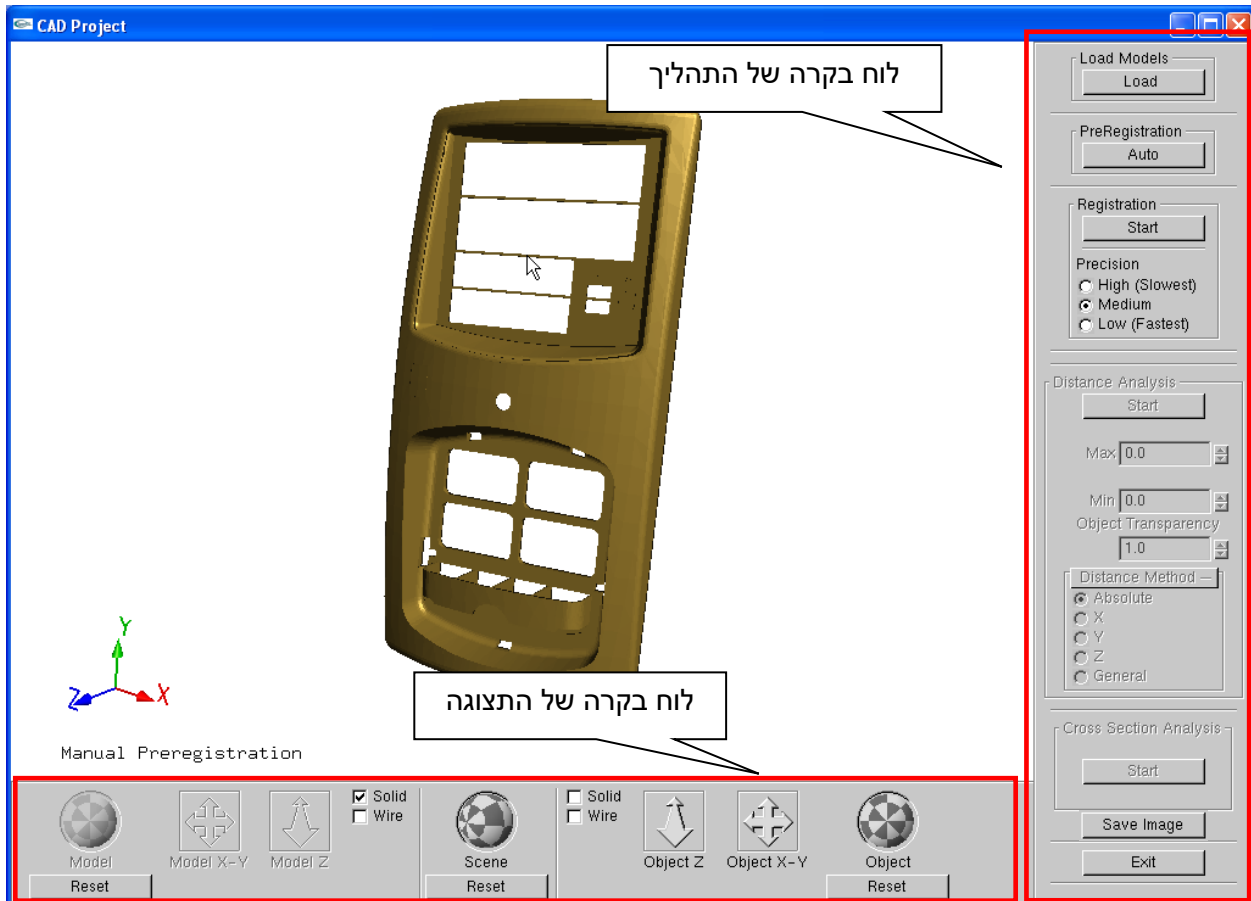 CAD Project
לוח בקרה של התהליך
Load Models
Load
PreRegistration
Auto
Registration
Start
Precision
High (Slowest)
Medium
Low (Fastest)
Distance Analysis
Start
Max 0.0
Min 0.0
Object Transparency
1.0
Distance Method
Absolute
X
Y
Z
General
Cross Section Analysis
Start
Save Image
Exit
Y
Z
X
Manual Preregistration
לוח בקרה של התצוגה
Model
Reset
Model X-Y
Model Z
Solid
Wire
Scene
Reset
Solid
Wire
Object Z
Object X-Y
Object
Reset